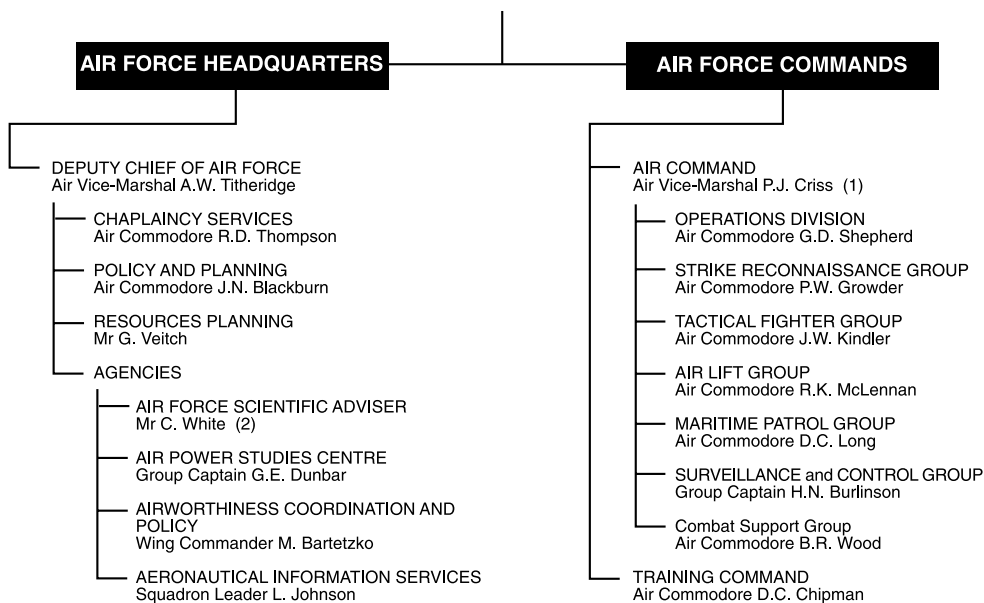 AIR FORCE HEADQUARTERS
DEPUTY CHIEF OF AIR FORCE
Air Vice-Marshal A.W. Titheridge
CHAPLAINCY SERVICES
Air Commodore R.D. Thompson
POLICY AND PLANNING
Air Commodore J.N. Blackburn
RESOURCES PLANNING
Mr G. Veitch
AGENCIES
AIR FORCE SCIENTIFIC ADVISER
Mr C. White (2)
AIR POWER STUDIES CENTRE
Group Captain G.E. Dunbar
AIRWORTHINESS COORDINATION AND
POLICY
Wing Commander M. Bartetzko
AERONAUTICAL INFORMATION SERVICES
Squadron Leader L. Johnson
AIR FORCE COMMANDS
AIR COMMAND
Air Vice-Marshal P.J. Criss (1)
OPERATIONS DIVISION
Air Commodore G.D. Shepherd
STRIKE RECONNAISSANCE GROUP
Air Commodore P.W. Growder
TACTICAL FIGHTER GROUP
Air Commodore J.W. Kindler
AIR LIFT GROUP
Air Commodore R.K. McLennan
MARITIME PATROL GROUP
Air Commodore D.C. Long
SURVEILLANCE and CONTROL GROUP
Group Captain H.N. Burlinson
Combat Support Group
Air Commodore B.R. Wood
TRAINING COMMAND
Air Commodore D.C. Chipman